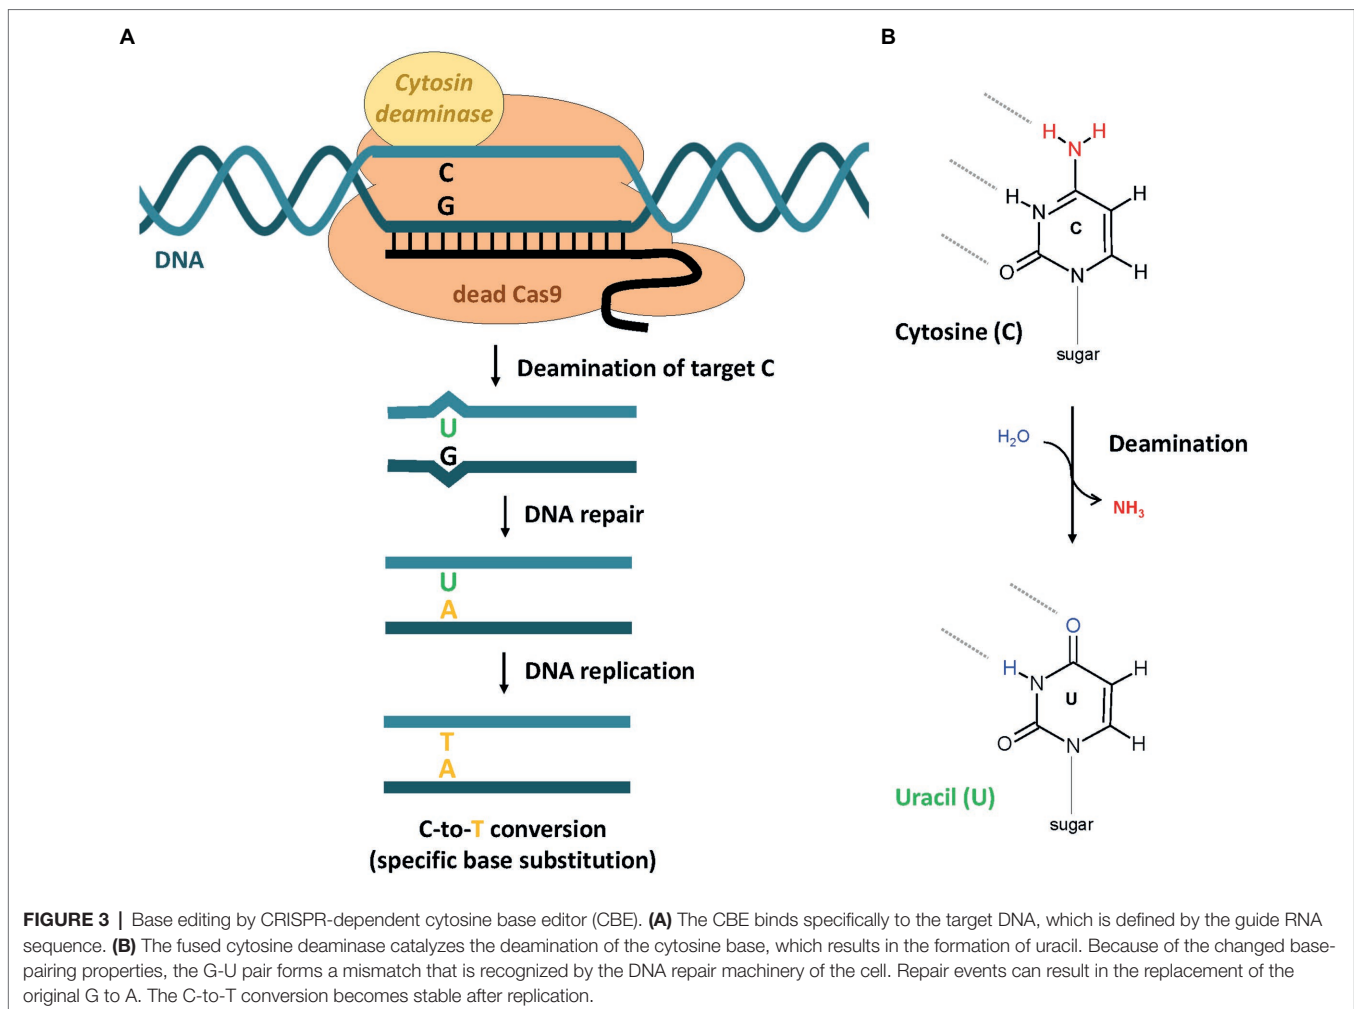 A
Cytosin
deaminase
C
G
DNA
dead Cas9
Deamination of target C
U
G
DNA repair
U
A
DNA replication
T
A
C-to-T conversion
(specific base substitution)
B
H H
N
H
N
C
H
O
N
H
Cytosine (C)
sugar
H₂O
Deamination
NH₃
O
H
N
U
H
O
N
H
Uracil (U)
sugar
FIGURE 3 | Base editing by CRISPR-dependent cytosine base editor (CBE). (A) The CBE binds specifically to the target DNA, which is defined by the guide RNA
sequence. (B) The fused cytosine deaminase catalyzes the deamination of the cytosine base, which results in the formation of uracil. Because of the changed base-
pairing properties, the G-U pair forms a mismatch that is recognized by the DNA repair machinery of the cell. Repair events can result in the replacement of the
original G to A. The C-to-T conversion becomes stable after replication.